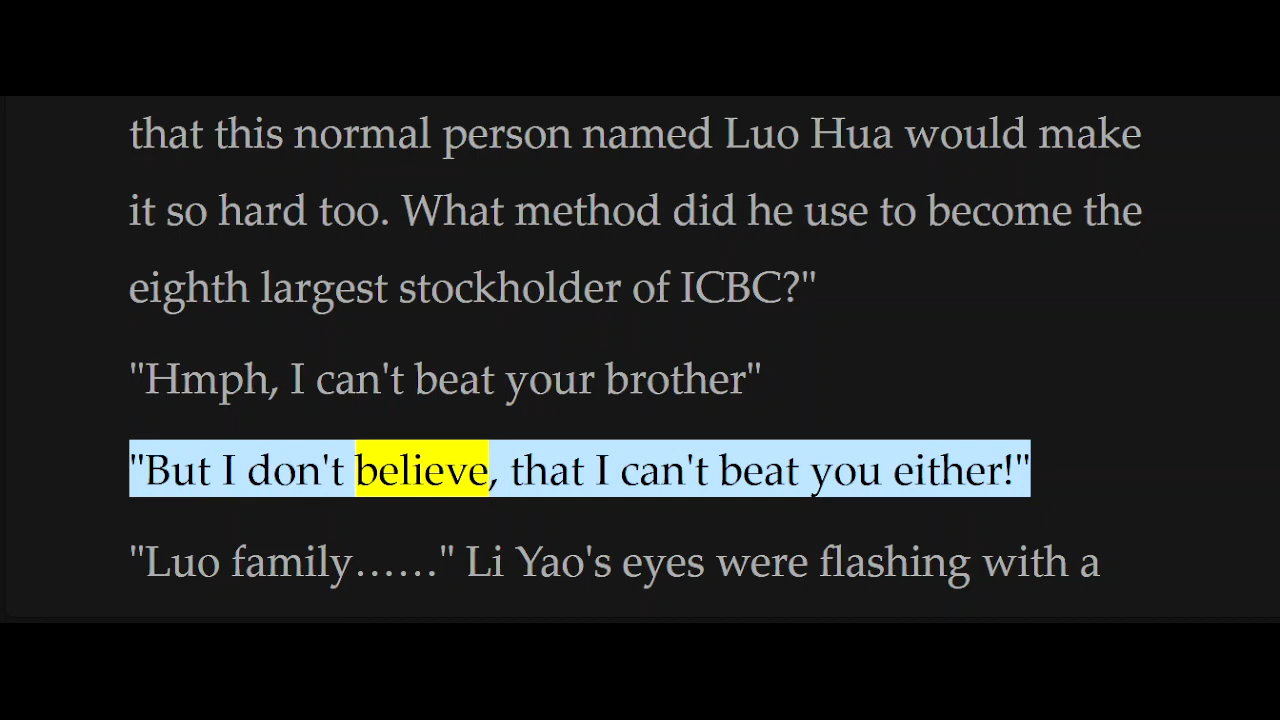 that this normal person named Luo Hua would make
it so hard too. What method did he use to become the
eighth largest stockholder of ICBC?"
"Hmph, I can't beat your brother"
"But I don't believe, that I can't beat you either!"
"Luo family……" Li Yao's eyes were flashing with a